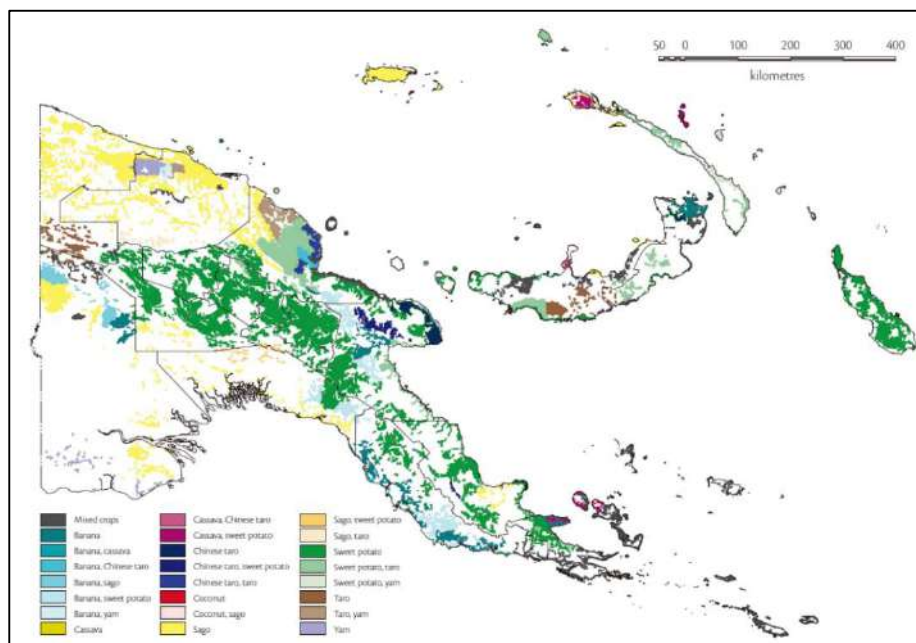 50 0 100 200 300 400
kilometres
Mixed crops
Banana
Banana, cassava
Banana, Chinese taro
Banana, sago
Banana, sweet potato
Banana, yam
Cassava
Cassava, Chinese taro
Cassava, sweet potato
Chinese taro
Chinese taro, sweet potato
Chinese taro, taro
Coconut
Coconut, sago
Sago
Sago, sweet potato
Sago, taro
Sweet potato
Sweet potato, taro
Sweet potato, yam
Taro
Taro, yam
Yam